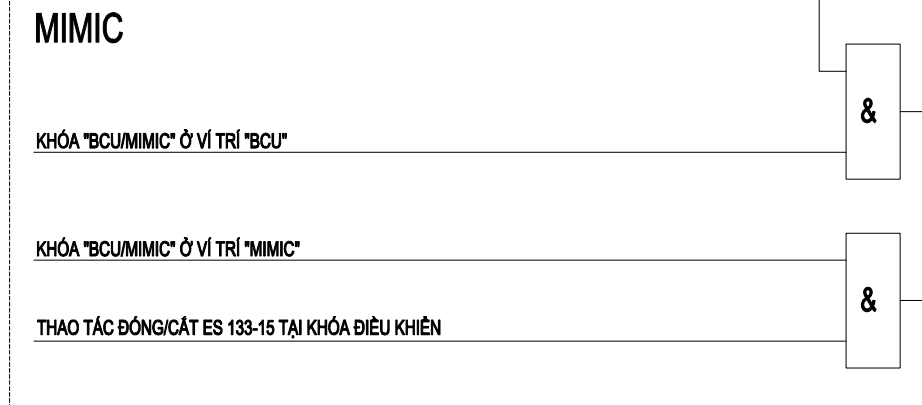 MIMIC
&
KHÓA "BCU/MIMIC" Ở VÍ TRÍ "BCU"
KHÓA "BCU/MIMIC" Ở VÍ TRÍ "MIMIC"
&
THAO TÁC ĐÓNG/CẮT ES 133-15 TẠI KHÓA ĐIỀU KHIỂN